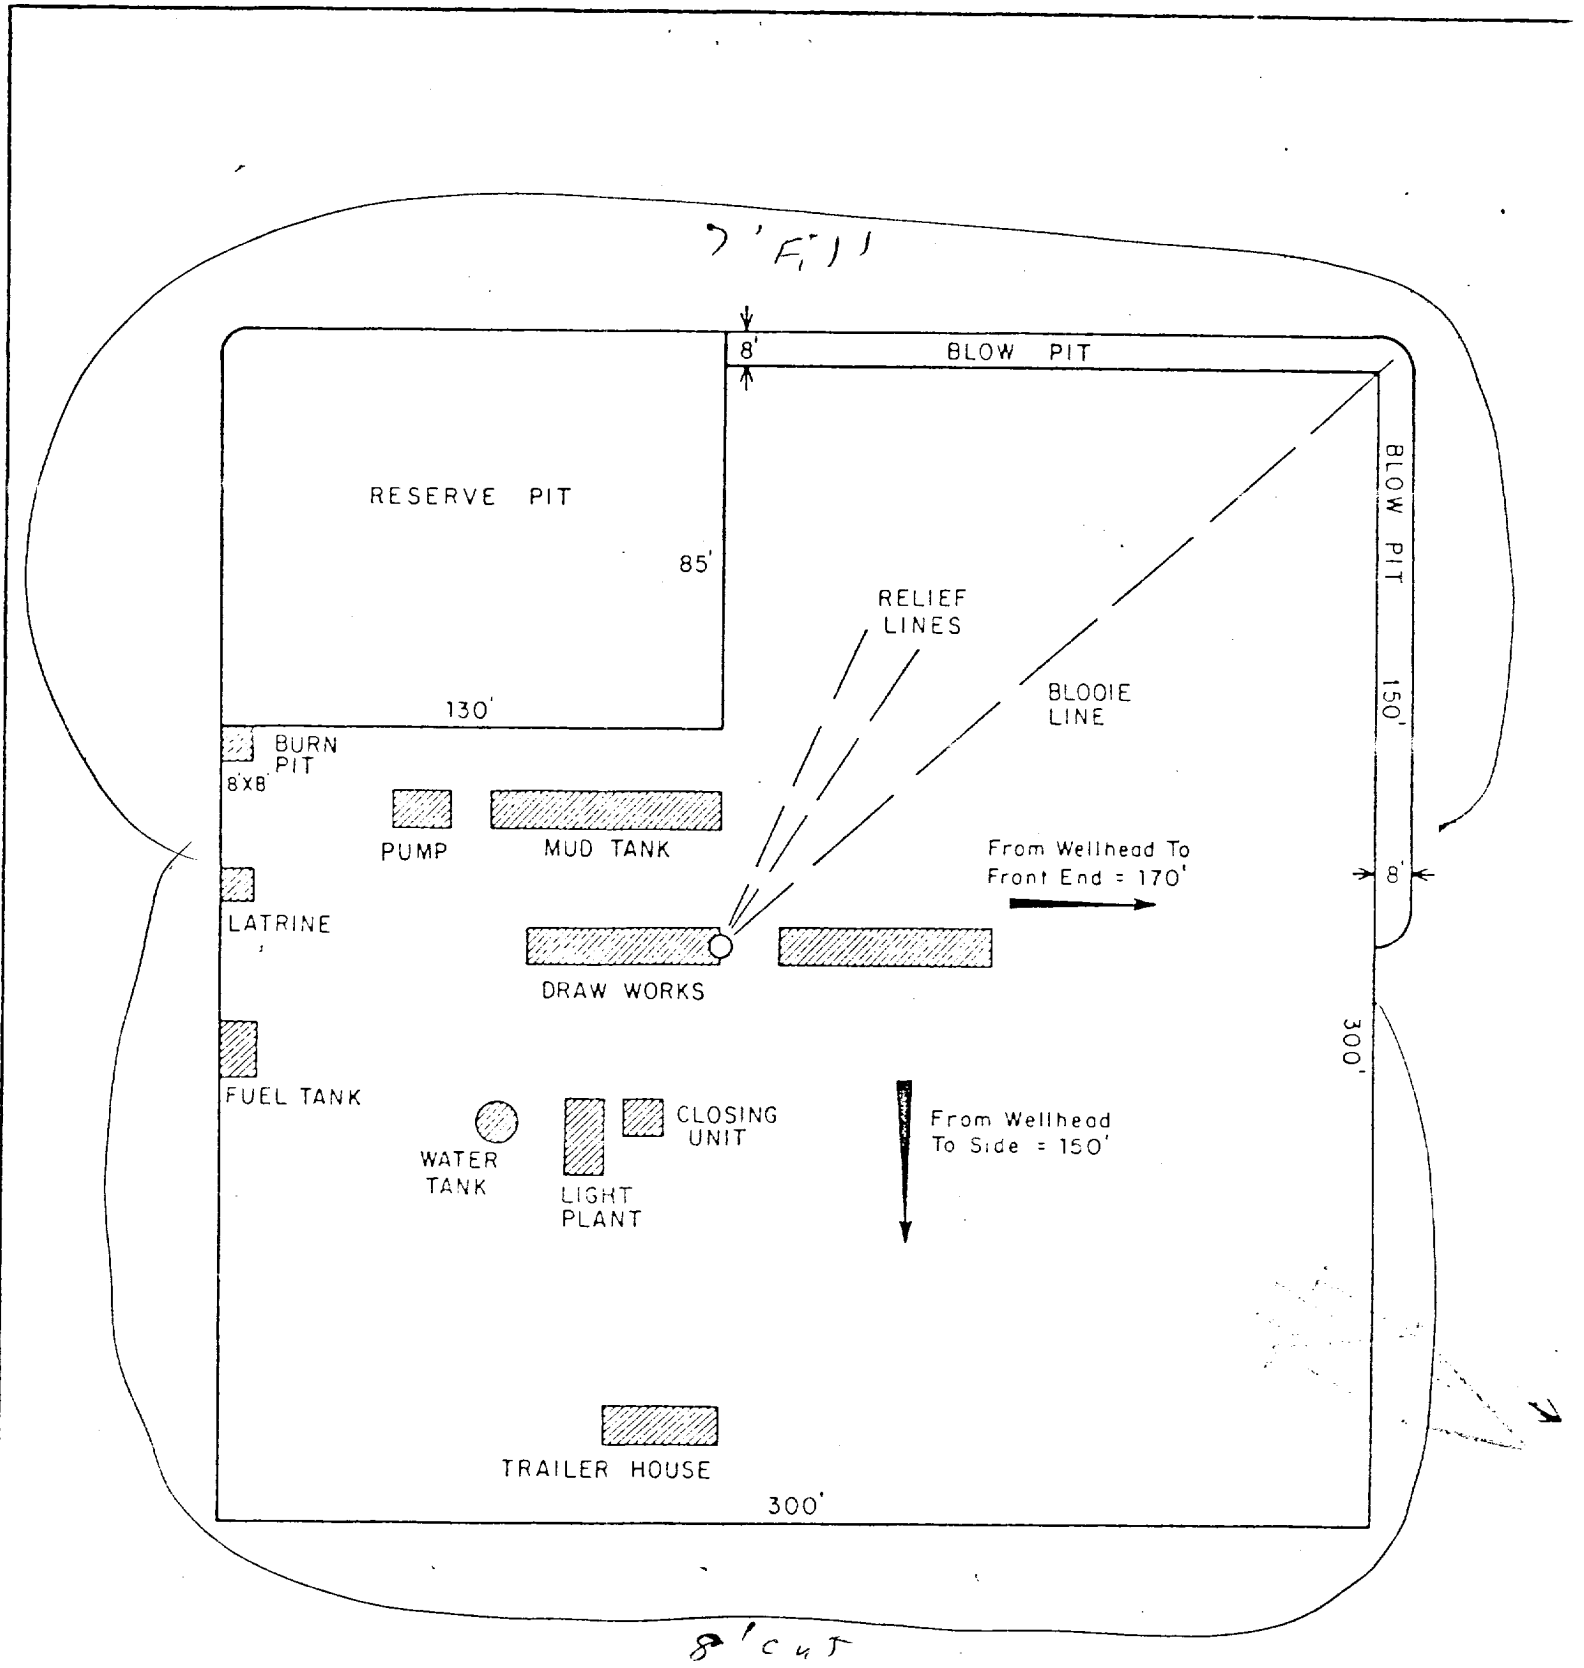 7' Fill
8'
BLOW PIT
BLOW PIT
RESERVE PIT
85'
RELIEF
LINES
BLOOIE
LINE
150'
130'
BURN
PIT
8'X8'
PUMP
MUD TANK
From Wellhead To
Front End = 170'
8'
LATRINE
DRAW WORKS
300'
FUEL TANK
WATER
TANK
LIGHT
PLANT
CLOSING
UNIT
From Wellhead
To Side = 150'
TRAILER HOUSE
300'
8' cut